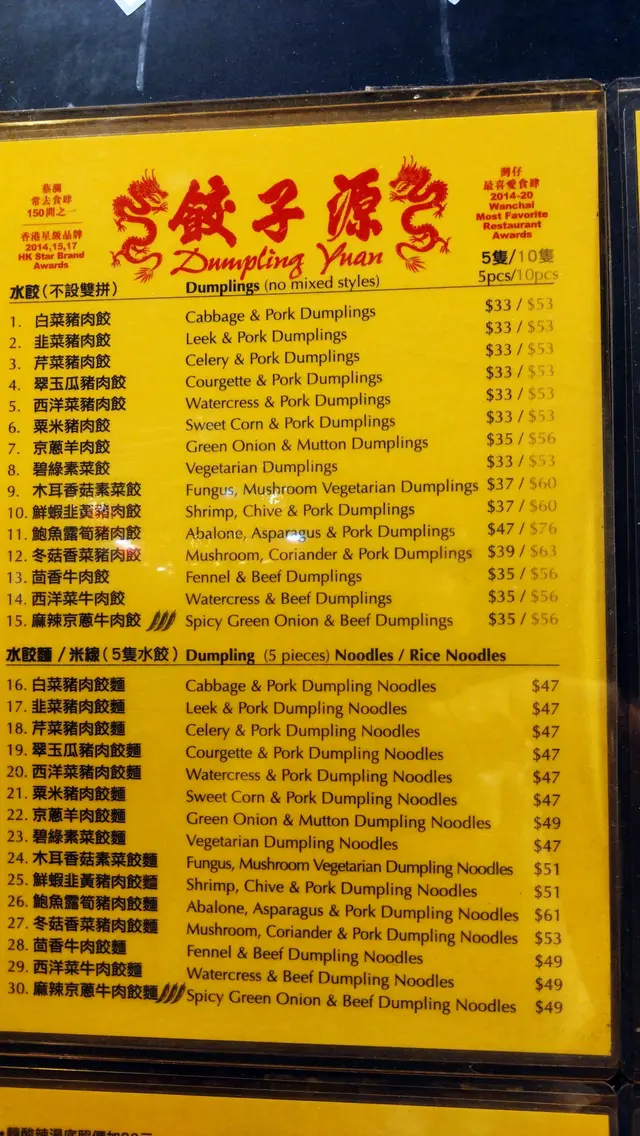 蔡瀾
常去食肆
150間之一
香港星級品牌
2014,15,17
HK Star Brand
Awards
餃子源
Dumpling Yuan
灣仔
最喜愛食肆
2014-20
Wanchai
Most Favorite
Restaurant
Awards
5隻/10隻
5pcs/10pcs
水餃(不設雙拼) Dumplings (no mixed styles)
1. 白菜豬肉餃 Cabbage & Pork Dumplings $33 / $53
2. 韭菜豬肉餃 Leek & Pork Dumplings $33 / $53
3. 芹菜豬肉餃 Celery & Pork Dumplings $33 / $53
4. 翠玉瓜豬肉餃 Courgette & Pork Dumplings $33 / $53
5. 西洋菜豬肉餃 Watercress & Pork Dumplings $33 / $53
6. 粟米豬肉餃 Sweet Corn & Pork Dumplings $33 / $53
7. 京蔥羊肉餃 Green Onion & Mutton Dumplings $35 / $56
8. 碧綠素菜餃 Vegetarian Dumplings $33 / $53
9. 木耳香菇素菜餃 Fungus, Mushroom Vegetarian Dumplings $37 / $60
10. 鮮蝦韭黃豬肉餃 Shrimp, Chive & Pork Dumplings $37 / $60
11. 鮑魚露筍豬肉餃 Abalone, Asparagus & Pork Dumplings $47 / $76
12. 冬菇香菜豬肉餃 Mushroom, Coriander & Pork Dumplings $39 / $63
13. 茴香牛肉餃 Fennel & Beef Dumplings $35 / $56
14. 西洋菜牛肉餃 Watercress & Beef Dumplings $35 / $56
15. 麻辣京蔥牛肉餃 Spicy Green Onion & Beef Dumplings $35 / $56
水餃麵 / 米線(5隻水餃) Dumpling (5 pieces) Noodles / Rice Noodles
16. 白菜豬肉餃麵 Cabbage & Pork Dumpling Noodles $47
17. 韭菜豬肉餃麵 Leek & Pork Dumpling Noodles $47
18. 芹菜豬肉餃麵 Celery & Pork Dumpling Noodles $47
19. 翠玉瓜豬肉餃麵 Courgette & Pork Dumpling Noodles $47
20. 西洋菜豬肉餃麵 Watercress & Pork Dumpling Noodles $47
21. 粟米豬肉餃麵 Sweet Corn & Pork Dumpling Noodles $47
22. 京蔥羊肉餃麵 Green Onion & Mutton Dumpling Noodles $49
23. 碧綠素菜餃麵 Vegetarian Dumpling Noodles $47
24. 木耳香菇素菜餃麵 Fungus, Mushroom Vegetarian Dumpling Noodles $51
25. 鮮蝦韭黃豬肉餃麵 Shrimp, Chive & Pork Dumpling Noodles $51
26. 鮑魚露筍豬肉餃麵 Abalone, Asparagus & Pork Dumpling Noodles $61
27. 冬菇香菜豬肉餃麵 Mushroom, Coriander & Pork Dumpling Noodles $53
28. 茴香牛肉餃麵 Fennel & Beef Dumpling Noodles $49
29. 西洋菜牛肉餃麵 Watercress & Beef Dumpling Noodles $49
30. 麻辣京蔥牛肉餃麵 Spicy Green Onion & Beef Dumpling Noodles $49